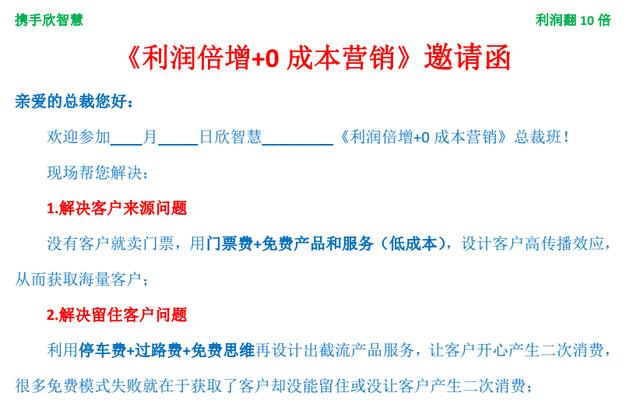 携手欣智慧 利润翻10倍
《利润倍增+0成本营销》邀请函
亲爱的总裁您好：
欢迎参加____月_____日欣智慧_________《利润倍增+0成本营销》总裁班！
现场帮您解决：
1.解决客户来源问题
没有客户就卖门票，用门票费+免费产品和服务（低成本），设计客户高传播效应，
从而获取海量客户；
2.解决留住客户问题
利用停车费+过路费+免费思维再设计出截流产品服务，让客户开心产生二次消费，
很多免费模式失败就在于获取了客户却没能留住或没让客户产生二次消费；